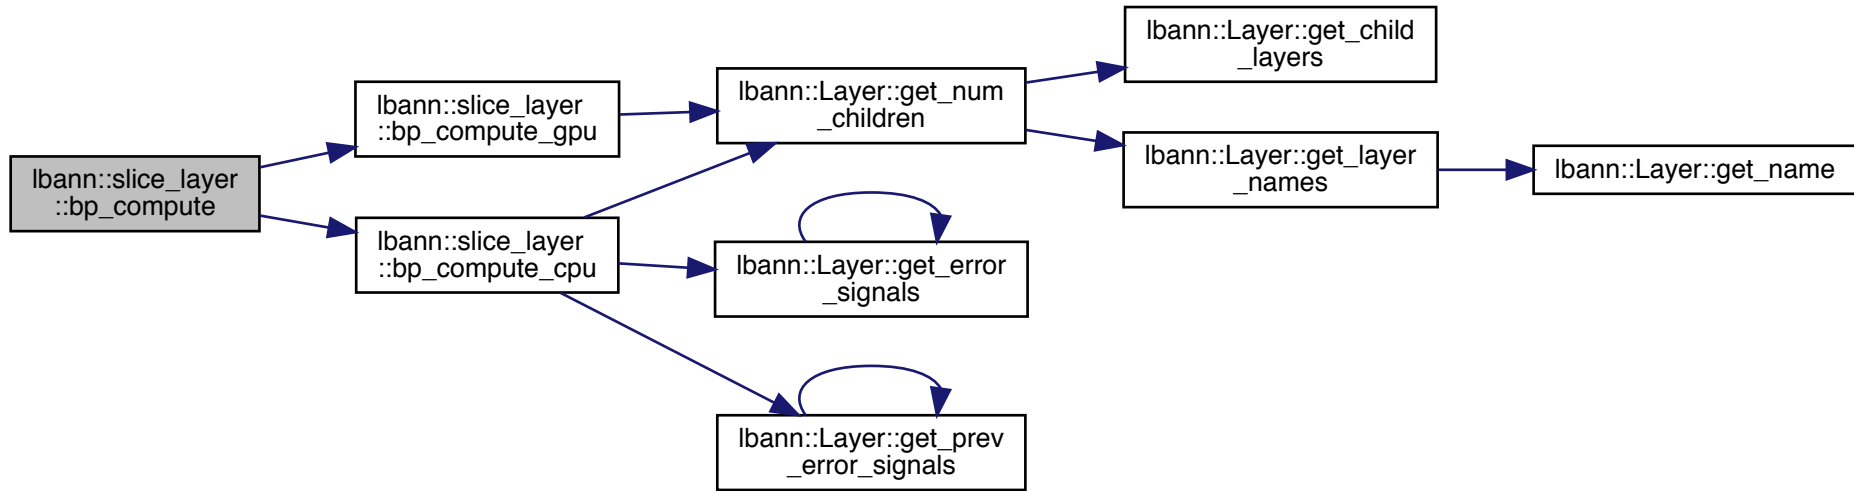 lbann::slice_layer
::bp_compute
lbann::slice_layer
::bp_compute_gpu
lbann::slice_layer
::bp_compute_cpu
lbann::Layer::get_num
_children
lbann::Layer::get_error
_signals
lbann::Layer::get_prev
_error_signals
lbann::Layer::get_child
_layers
lbann::Layer::get_layer
_names
lbann::Layer::get_name